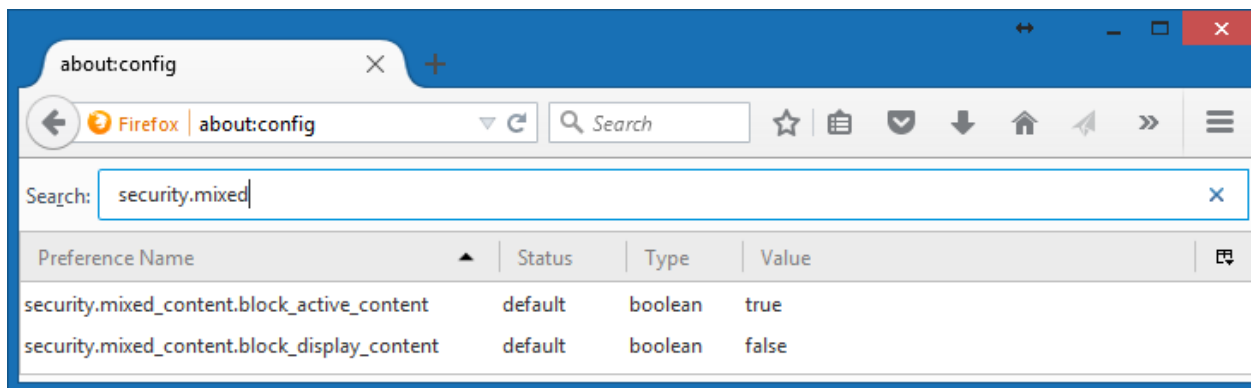 about:config
Firefox about:config Search
Search: security.mixed
Preference Name Status Type Value
security.mixed_content.block_active_content default boolean true
security.mixed_content.block_display_content default boolean false